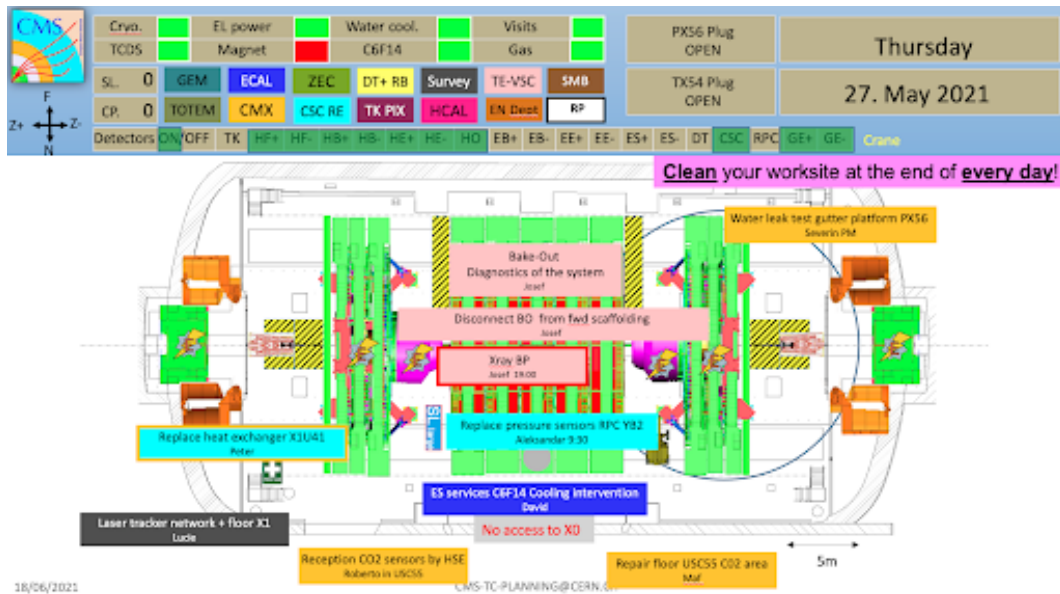 CMS
Cryo. EL power Water cool. Visits
TCDS Magnet C6F14 Gas
PX56 Plug
OPEN
Thursday
SL. 0 GEM ECAL ZEC DT+ RB Survey TE-VSC SMB
CP. 0 TOTEM CMX CSC RE TK PIX HCAL EN Dept RP
TX54 Plug
OPEN
27. May 2021
F
Z+ Z-
N
Detectors ON/OFF TK HF+ HF- HB+ HB- HE+ HE- HO EB+ EB- EE+ EE- ES+ ES- DT CSC RPC GE+ GE- Crane
Clean your worksite at the end of every day!
Water leak test gutter platform PX56
Severin PM
Bake-Out
Diagnostics of the system
Josef
Disconnect BO from fwd scaffolding
Josef
Xray BP
Josef 19:00
Replace pressure sensors RPC YB2
Aleksandar 9:30
Replace heat exchanger X1U41
Peter
SL
ES services C6F14 Cooling Intervention
David
Laser tracker network + floor X1
Lucie
No access to X0
Reception CO2 sensors by HSE
Roberto in USC55
Repair floor USC55 C02 area
Maf
5m
18/06/2021
CMS-TC-PLANNING@CERN.CH